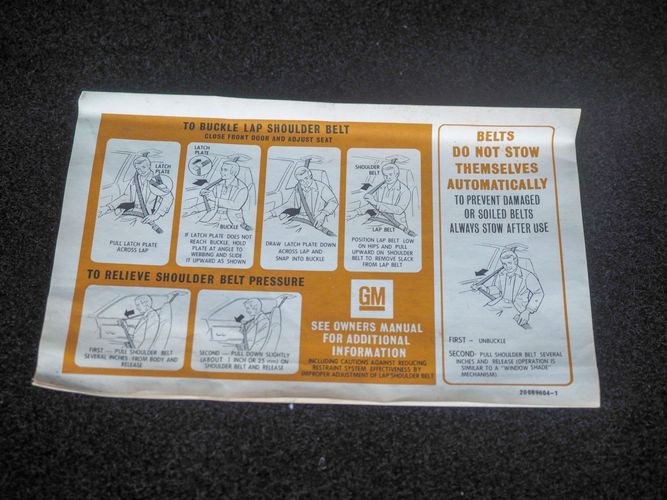 TO BUCKLE LAP SHOULDER BELT
CLOSE FRONT DOOR AND ADJUST SEAT
LATCH
PLATE
PULL LATCH PLATE
ACROSS LAP
LATCH
PLATE
BUCKLE
IF LATCH PLATE DOES NOT
REACH BUCKLE, HOLD
PLATE AT ANGLE TO
WEBBING AND SLIDE
IT UPWARD AS SHOWN
DRAW LATCH PLATE DOWN
ACROSS LAP AND
SNAP INTO BUCKLE
SHOULDER
BELT
LAP BELT
POSITION LAP BELT LOW
ON HIPS AND PULL
UPWARD ON SHOULDER
BELT TO REMOVE SLACK
FROM LAP BELT
TO RELIEVE SHOULDER BELT PRESSURE
FIRST — PULL SHOULDER BELT
SEVERAL INCHES FROM BODY AND
RELEASE
SECOND — PULL DOWN SLIGHTLY
(ABOUT 1 INCH OR 25 mm) ON
SHOULDER BELT AND RELEASE
GM
SEE OWNERS MANUAL
FOR ADDITIONAL
INFORMATION
INCLUDING CAUTIONS AGAINST REDUCING
RESTRAINT SYSTEM EFFECTIVENESS BY
IMPROPER ADJUSTMENT OF LAP SHOULDER BELT
BELTS
DO NOT STOW
THEMSELVES
AUTOMATICALLY
TO PREVENT DAMAGED
OR SOILED BELTS
ALWAYS STOW AFTER USE
FIRST — UNBUCKLE
SECOND- PULL SHOULDER BELT SEVERAL
INCHES AND RELEASE (OPERATION IS
SIMILAR TO A "WINDOW SHADE"
MECHANISM)
20089604-1